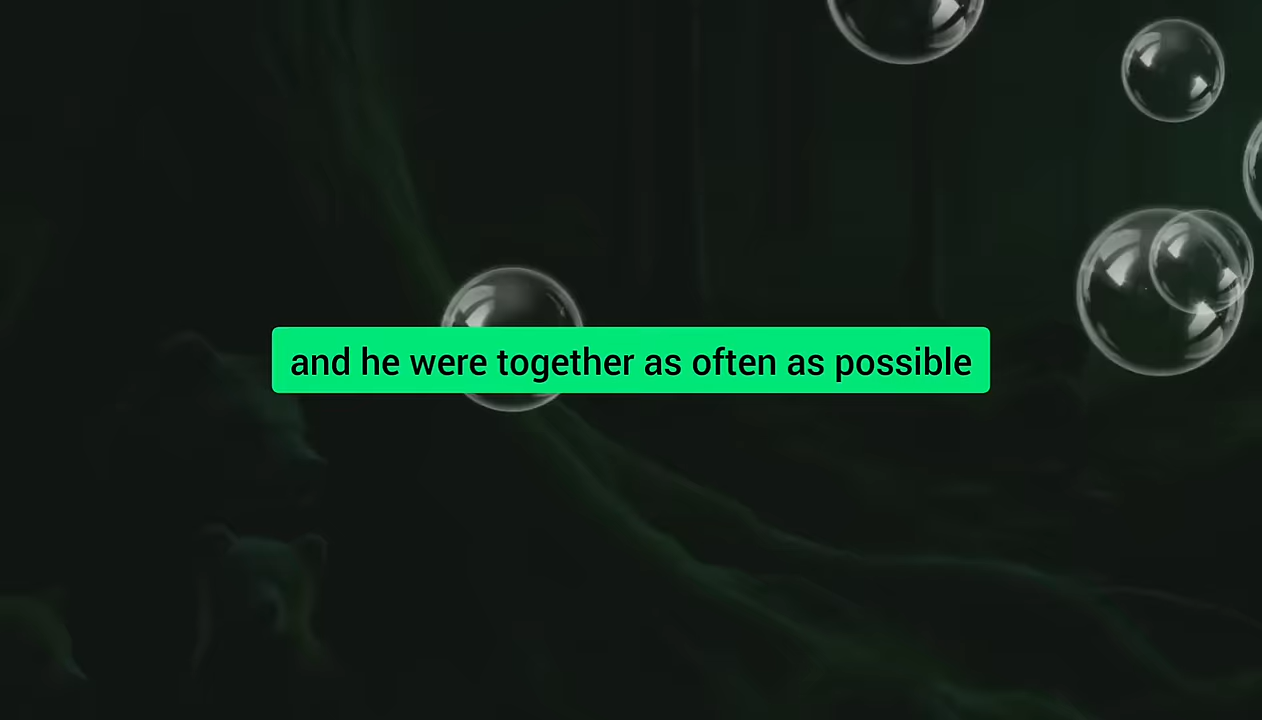 and he were together as often as possible